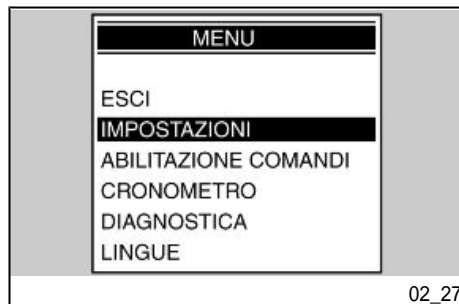 MENU
ESCI
IMPOSTAZIONI
ABILITAZIONE COMANDI
CRONOMETRO
DIAGNOSTICA
LINGUE
02_27